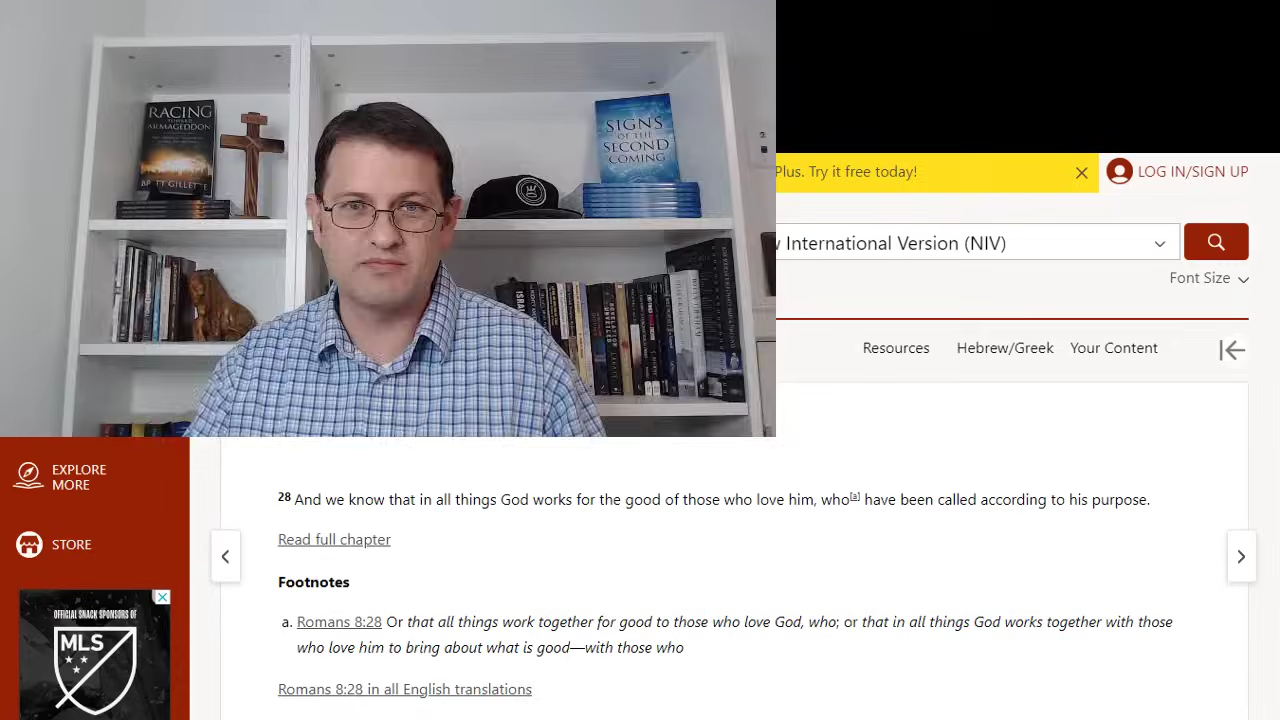 RACING
TOWARD
ARMAGEDDON
BRITT GILLETTE
SIGNS
OF THE
SECOND
COMING
ISRAEL
REVELATION
Plus. Try it free today!
LOG IN/SIGN UP
International Version (NIV)
Font Size
Resources
Hebrew/Greek
Your Content
EXPLORE
MORE
STORE
28 And we know that in all things God works for the good of those who love him, who[a] have been called according to his purpose.
Read full chapter
Footnotes
a. Romans 8:28 Or that all things work together for good to those who love God, who; or that in all things God works together with those
who love him to bring about what is good—with those who
Romans 8:28 in all English translations
OFFICIAL SNACK SPONSORS OF
MLS